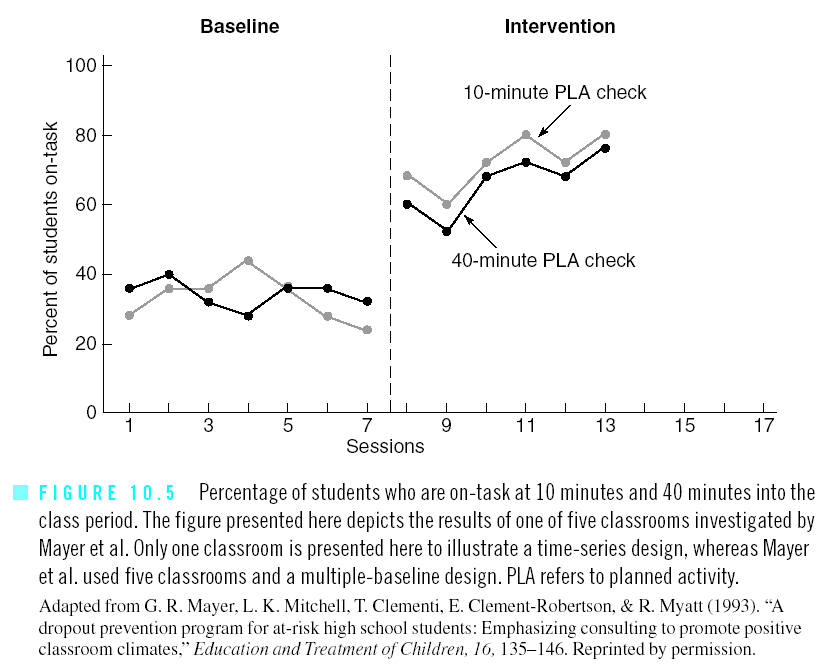 Baseline
Intervention
100
80
60
40
20
0
Percent of students on-task
10-minute PLA check
40-minute PLA check
1
3
5
7
9
11
13
15
17
Sessions
FIGURE 10.5 Percentage of students who are on-task at 10 minutes and 40 minutes into the
class period. The figure presented here depicts the results of one of five classrooms investigated by
Mayer et al. Only one classroom is presented here to illustrate a time-series design, whereas Mayer
et al. used five classrooms and a multiple-baseline design. PLA refers to planned activity.
Adapted from G. R. Mayer, L. K. Mitchell, T. Clementi, E. Clement-Robertson, & R. Myatt (1993). “A
dropout prevention program for at-risk high school students: Emphasizing consulting to promote positive
classroom climates,” Education and Treatment of Children, 16, 135–146. Reprinted by permission.